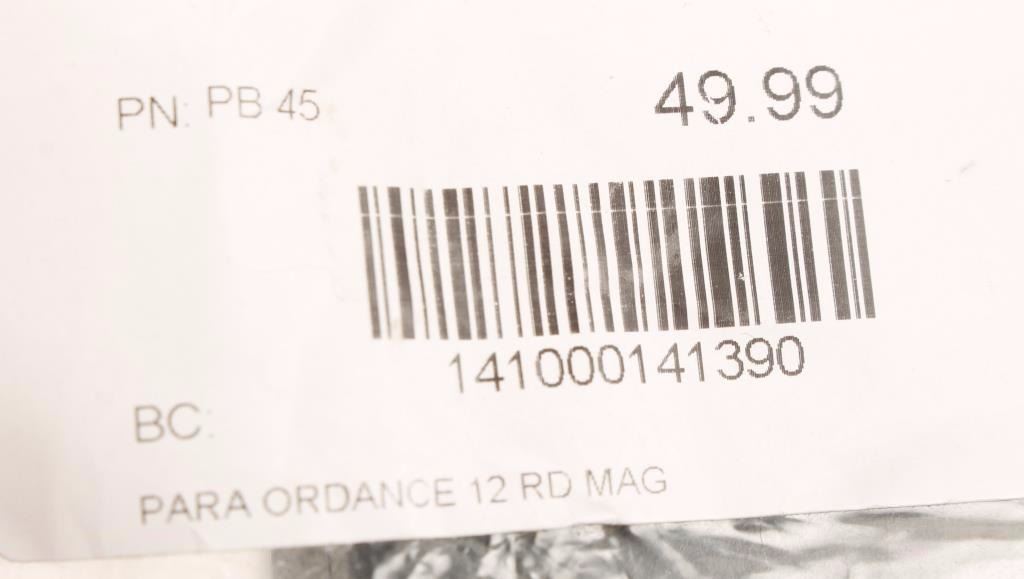 PN: PB 45
49.99
141000141390
BC:
PARA ORDANCE 12 RD MAG